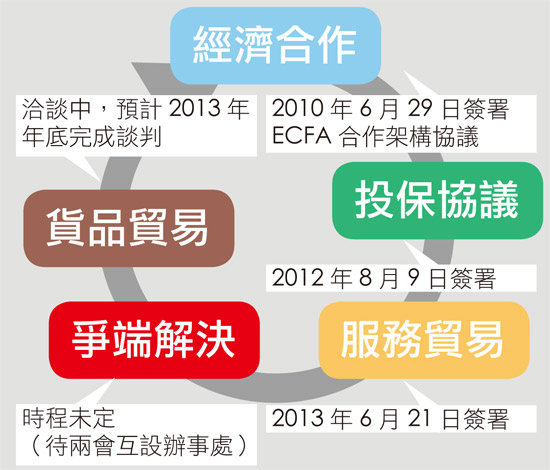 經濟合作
洽談中，預計 2013 年
年底完成談判
2010 年 6 月 29 日簽署
ECFA 合作架構協議
貨品貿易
投保協議
2012 年 8 月 9 日簽署
爭端解決
服務貿易
時程未定
（待兩會互設辦事處）
2013 年 6 月 21 日簽署